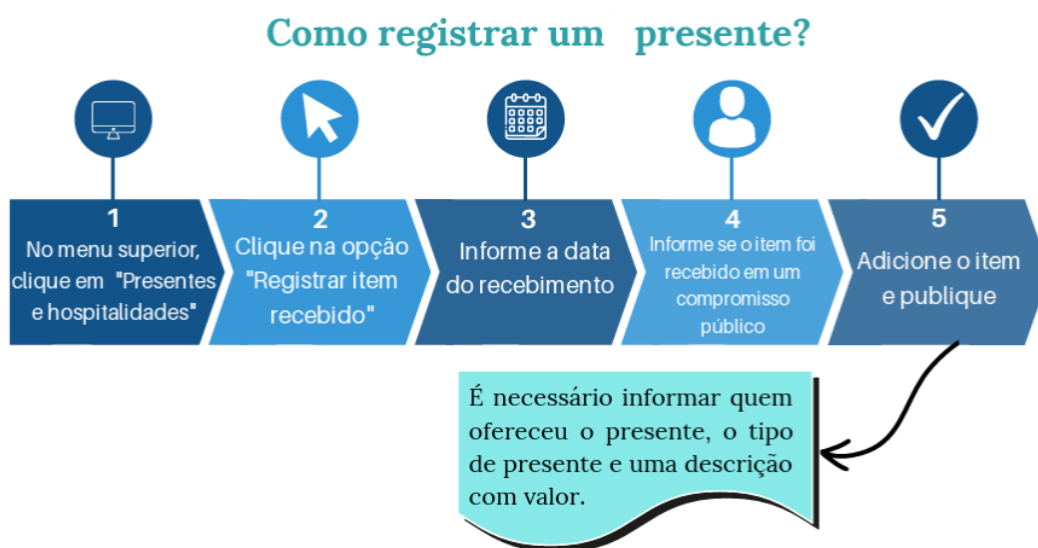 Como registrar um presente?
1
No menu superior,
clique em "Presentes
e hospitalidades"
2
Clique na opção
"Registrar item
recebido"
3
Informe a data
do recebimento
4
Informe se o item foi
recebido em um
compromisso
público
5
Adicione o item
e publique
É necessário informar quem
ofereceu o presente, o tipo
de presente e uma descrição
com valor.